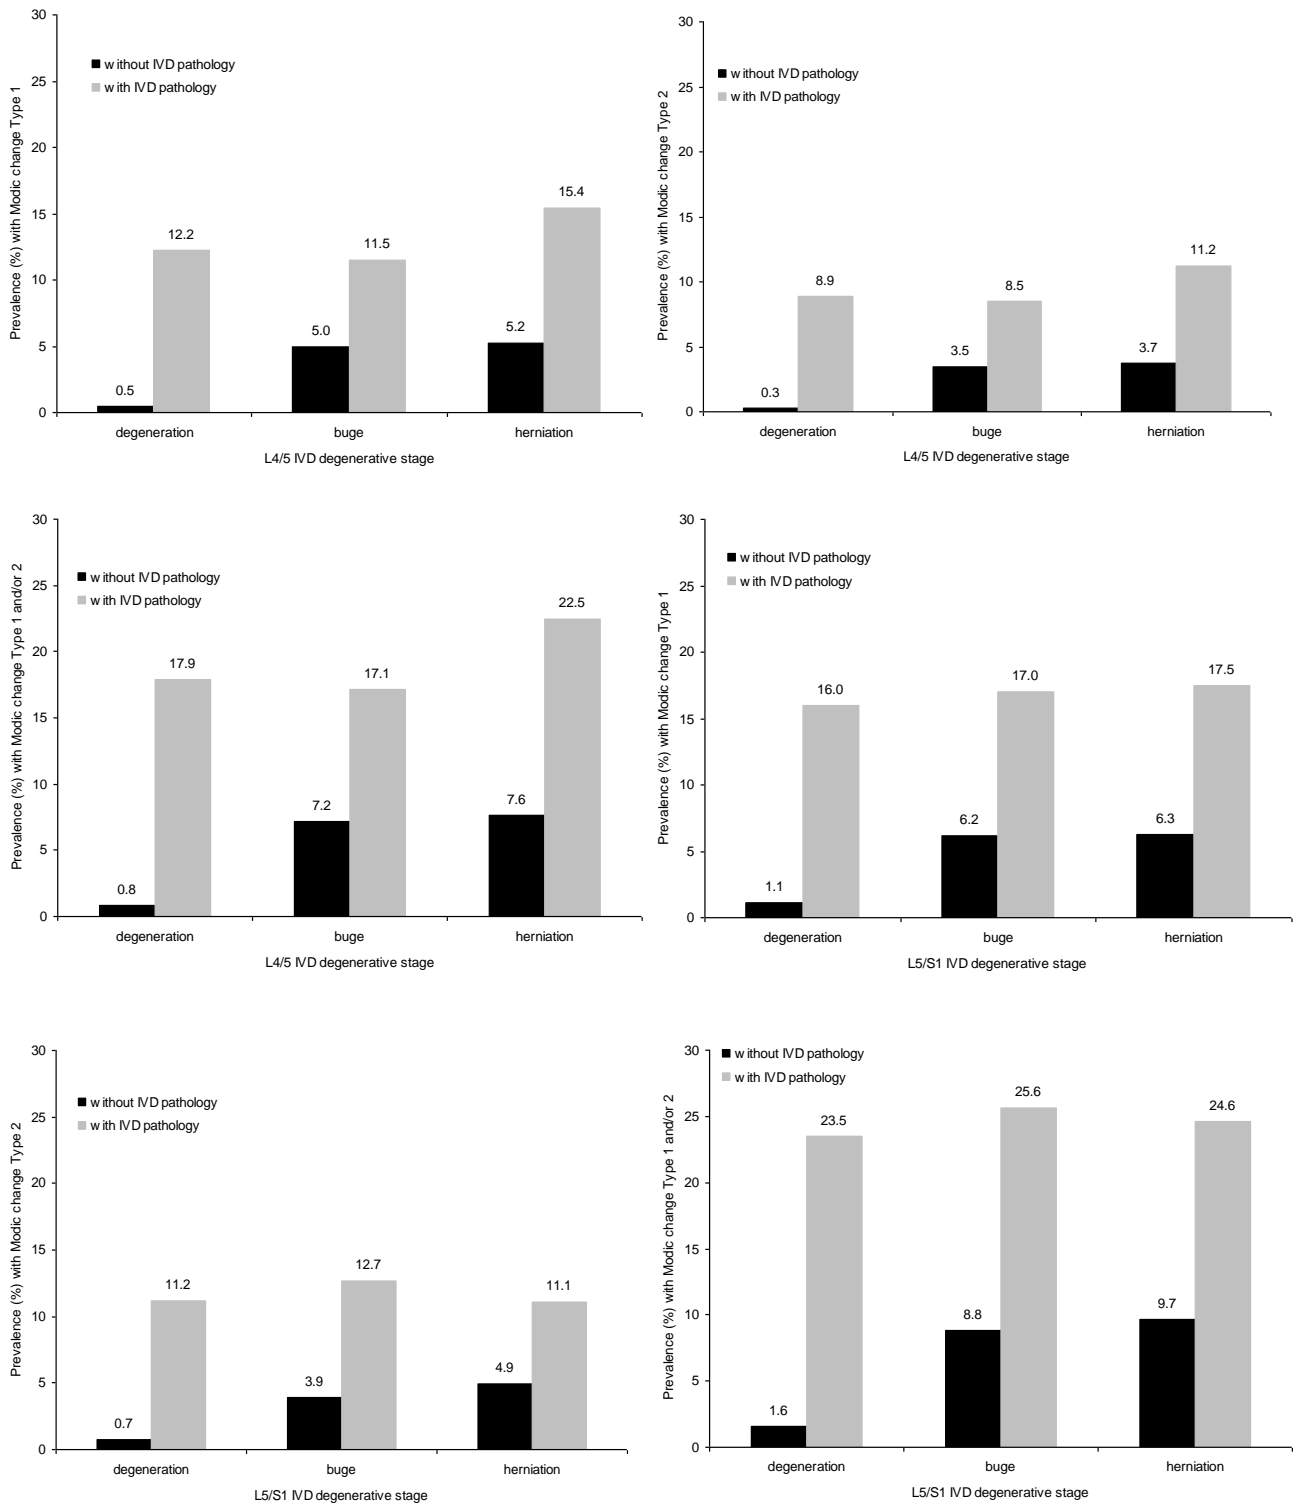 Prevalence (%) with Modic change Type 1
30
25
20
15
10
5
0
without IVD pathology
with IVD pathology
0.5
12.2
5.0
11.5
5.2
15.4
degeneration buge herniation
L4/5 IVD degenerative stage
Prevalence (%) with Modic change Type 2
30
25
20
15
10
5
0
without IVD pathology
with IVD pathology
0.3
8.9
3.5
8.5
3.7
11.2
degeneration buge herniation
L4/5 IVD degenerative stage
Prevalence (%) with Modic change Type 1 and/or 2
30
25
20
15
10
5
0
without IVD pathology
with IVD pathology
0.8
17.9
7.2
17.1
7.6
22.5
degeneration buge herniation
L4/5 IVD degenerative stage
Prevalence (%) with Modic change Type 1
30
25
20
15
10
5
0
without IVD pathology
with IVD pathology
1.1
16.0
6.2
17.0
6.3
17.5
degeneration buge herniation
L5/S1 IVD degenerative stage
Prevalence (%) with Modic change Type 2
30
25
20
15
10
5
0
without IVD pathology
with IVD pathology
0.7
11.2
3.9
12.7
4.9
11.1
degeneration buge herniation
L5/S1 IVD degenerative stage
Prevalence (%) with Modic change Type 1 and/or 2
30
25
20
15
10
5
0
without IVD pathology
with IVD pathology
1.6
23.5
8.8
25.6
9.7
24.6
degeneration buge herniation
L5/S1 IVD degenerative stage